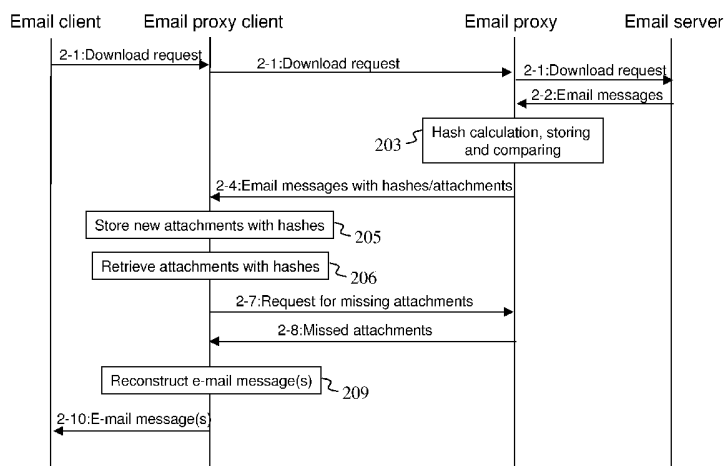 Email client
Email proxy client
Email proxy
Email server
2-1:Download request
2-1:Download request
2-1:Download request
2-2:Email messages
203
Hash calculation, storing
and comparing
2-4:Email messages with hashes/attachments
Store new attachments with hashes
205
Retrieve attachments with hashes
206
2-7:Request for missing attachments
2-8:Missed attachments
Reconstruct e-mail message(s)
209
2-10:E-mail message(s)